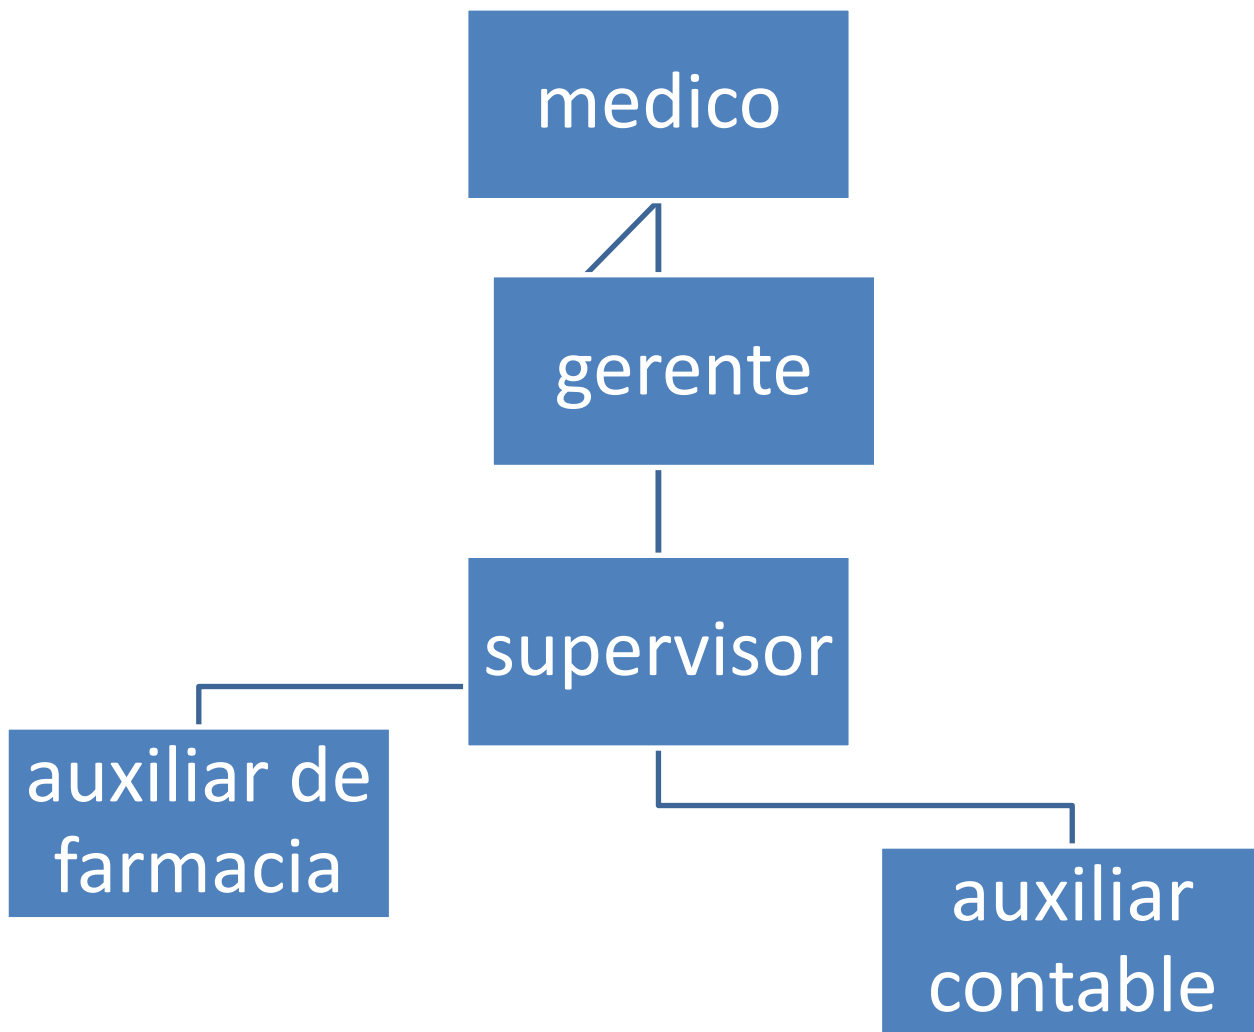 medico
gerente
supervisor
auxiliar de
farmacia
auxiliar
contable